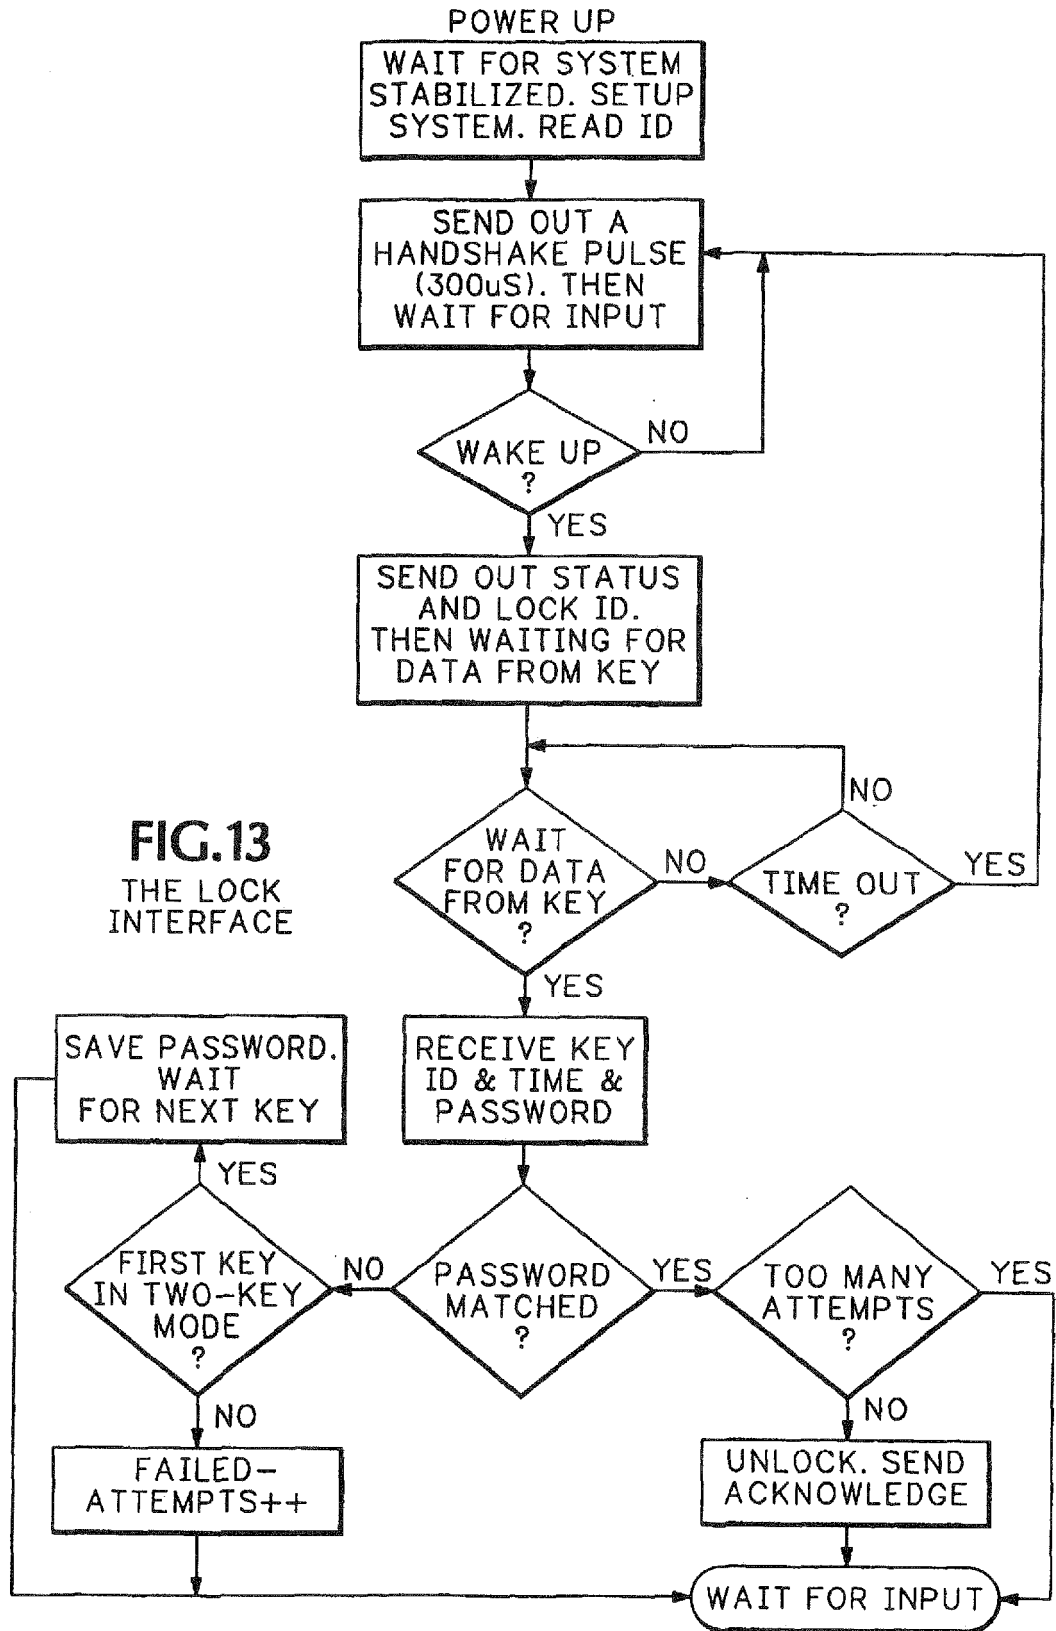 POWER UP
WAIT FOR SYSTEM
STABILIZED. SETUP
SYSTEM. READ ID
SEND OUT A
HANDSHAKE PULSE
(300uS). THEN
WAIT FOR INPUT
WAKE UP
?
NO
YES
SEND OUT STATUS
AND LOCK ID.
THEN WAITING FOR
DATA FROM KEY
WAIT
FOR DATA
FROM KEY
?
NO
TIME OUT
?
NO
YES
FIG.13
THE LOCK
INTERFACE
YES
RECEIVE KEY
ID & TIME &
PASSWORD
SAVE PASSWORD.
WAIT
FOR NEXT KEY
YES
FIRST KEY
IN TWO-KEY
MODE
?
NO
PASSWORD
MATCHED
?
YES
TOO MANY
ATTEMPTS
?
YES
NO
FAILED-
ATTEMPTS++
NO
UNLOCK. SEND
ACKNOWLEDGE
WAIT FOR INPUT